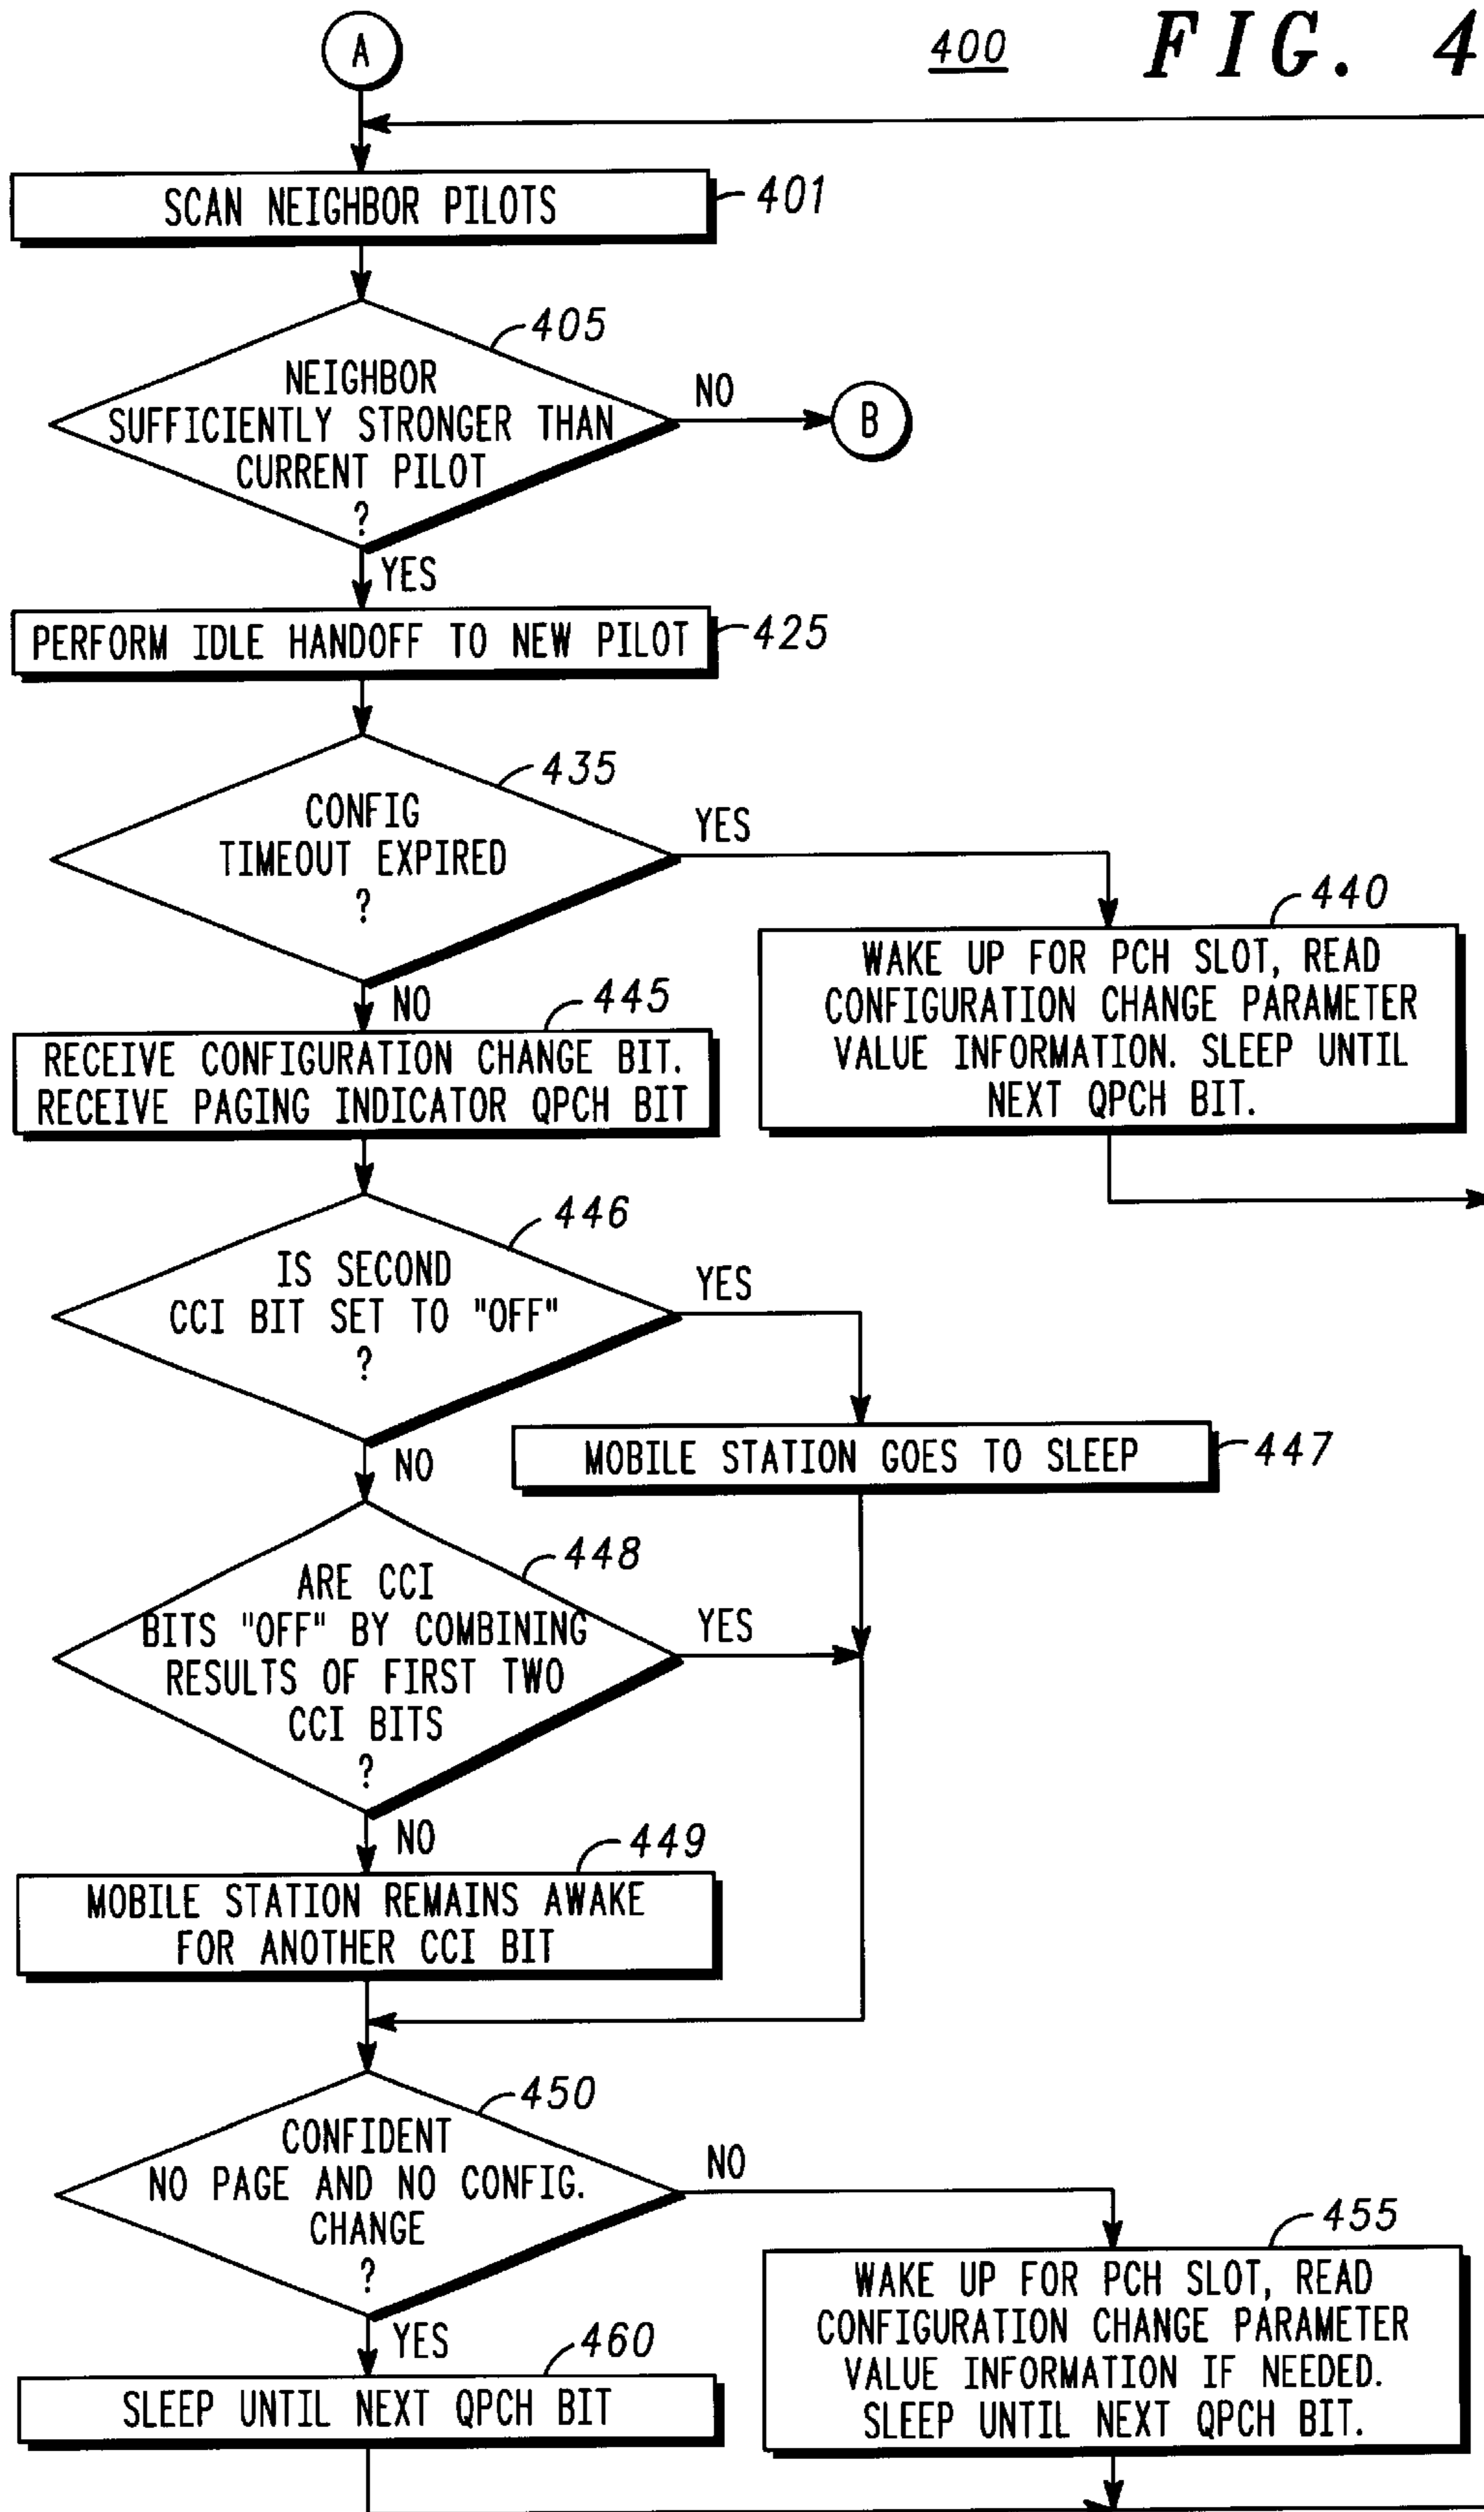 A
400
FIG. 4
SCAN NEIGHBOR PILOTS
401
405
NEIGHBOR
SUFFICIENTLY STRONGER THAN
CURRENT PILOT
?
NO
B
YES
PERFORM IDLE HANDOFF TO NEW PILOT
425
435
CONFIG
TIMEOUT EXPIRED
?
YES
440
WAKE UP FOR PCH SLOT, READ
CONFIGURATION CHANGE PARAMETER
VALUE INFORMATION. SLEEP UNTIL
NEXT QPCH BIT.
NO
445
RECEIVE CONFIGURATION CHANGE BIT.
RECEIVE PAGING INDICATOR QPCH BIT
446
IS SECOND
CCI BIT SET TO "OFF"
?
YES
MOBILE STATION GOES TO SLEEP
447
NO
448
ARE CCI
BITS "OFF" BY COMBINING
RESULTS OF FIRST TWO
CCI BITS
?
YES
NO
449
MOBILE STATION REMAINS AWAKE
FOR ANOTHER CCI BIT
450
CONFIDENT
NO PAGE AND NO CONFIG.
CHANGE
?
NO
455
WAKE UP FOR PCH SLOT, READ
CONFIGURATION CHANGE PARAMETER
VALUE INFORMATION IF NEEDED.
SLEEP UNTIL NEXT QPCH BIT.
YES
460
SLEEP UNTIL NEXT QPCH BIT